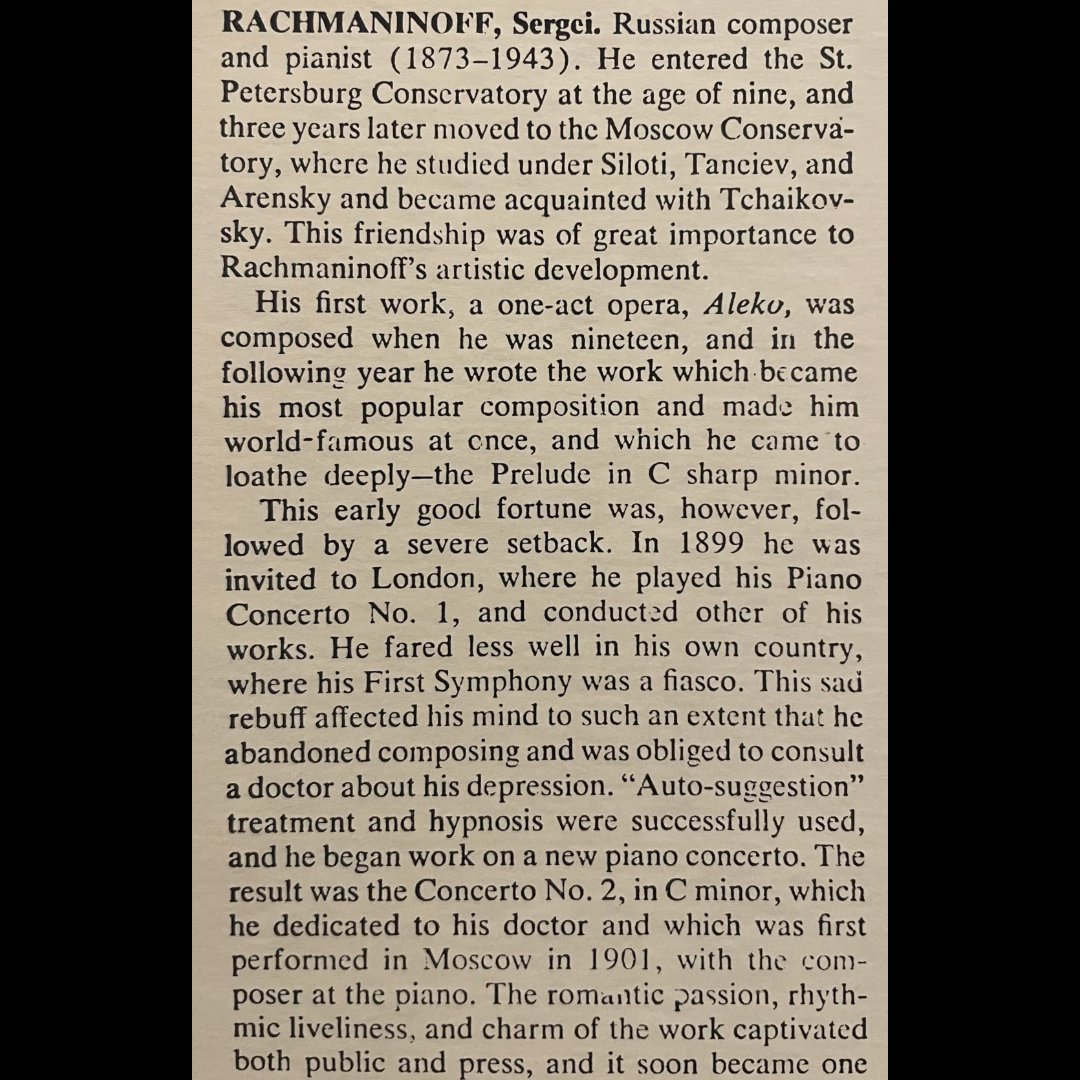 RACHMANINOFF, Sergei. Russian composer
and pianist (1873–1943). He entered the St.
Petersburg Conservatory at the age of nine, and
three years later moved to the Moscow Conserva-
tory, where he studied under Siloti, Taneiev, and
Arensky and became acquainted with Tchaikov-
sky. This friendship was of great importance to
Rachmaninoff's artistic development.
His first work, a one-act opera, Aleko, was
composed when he was nineteen, and in the
following year he wrote the work which became
his most popular composition and made him
world-famous at once, and which he came to
loathe deeply—the Prelude in C sharp minor.
This early good fortune was, however, fol-
lowed by a severe setback. In 1899 he was
invited to London, where he played his Piano
Concerto No. 1, and conducted other of his
works. He fared less well in his own country,
where his First Symphony was a fiasco. This sad
rebuff affected his mind to such an extent that he
abandoned composing and was obliged to consult
a doctor about his depression. “Auto-suggestion”
treatment and hypnosis were successfully used,
and he began work on a new piano concerto. The
result was the Concerto No. 2, in C minor, which
he dedicated to his doctor and which was first
performed in Moscow in 1901, with the com-
poser at the piano. The romantic passion, rhyth-
mic liveliness, and charm of the work captivated
both public and press, and it soon became one